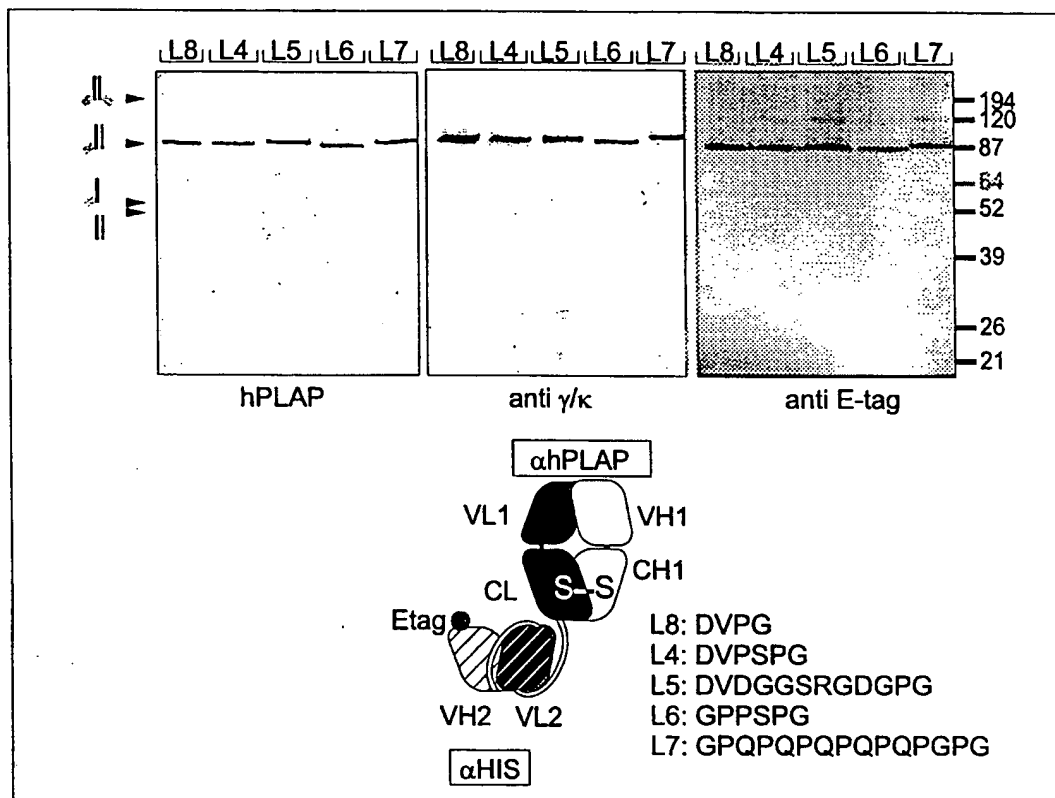 L8 L4 L5 L6 L7 L8 L4 L5 L6 L7 L8 L4 L5 L6 L7
194
120
87
64
52
39
26
21
hPLAP anti γ/κ anti E-tag
αhPLAP
VL1 VH1
CL S--S CH1
Etag
VH2 VL2
αHIS
L8: DVPG
L4: DVPSPG
L5: DVDGGSRGDGPG
L6: GPPSPG
L7: GPQPQPQPQPQPGPG